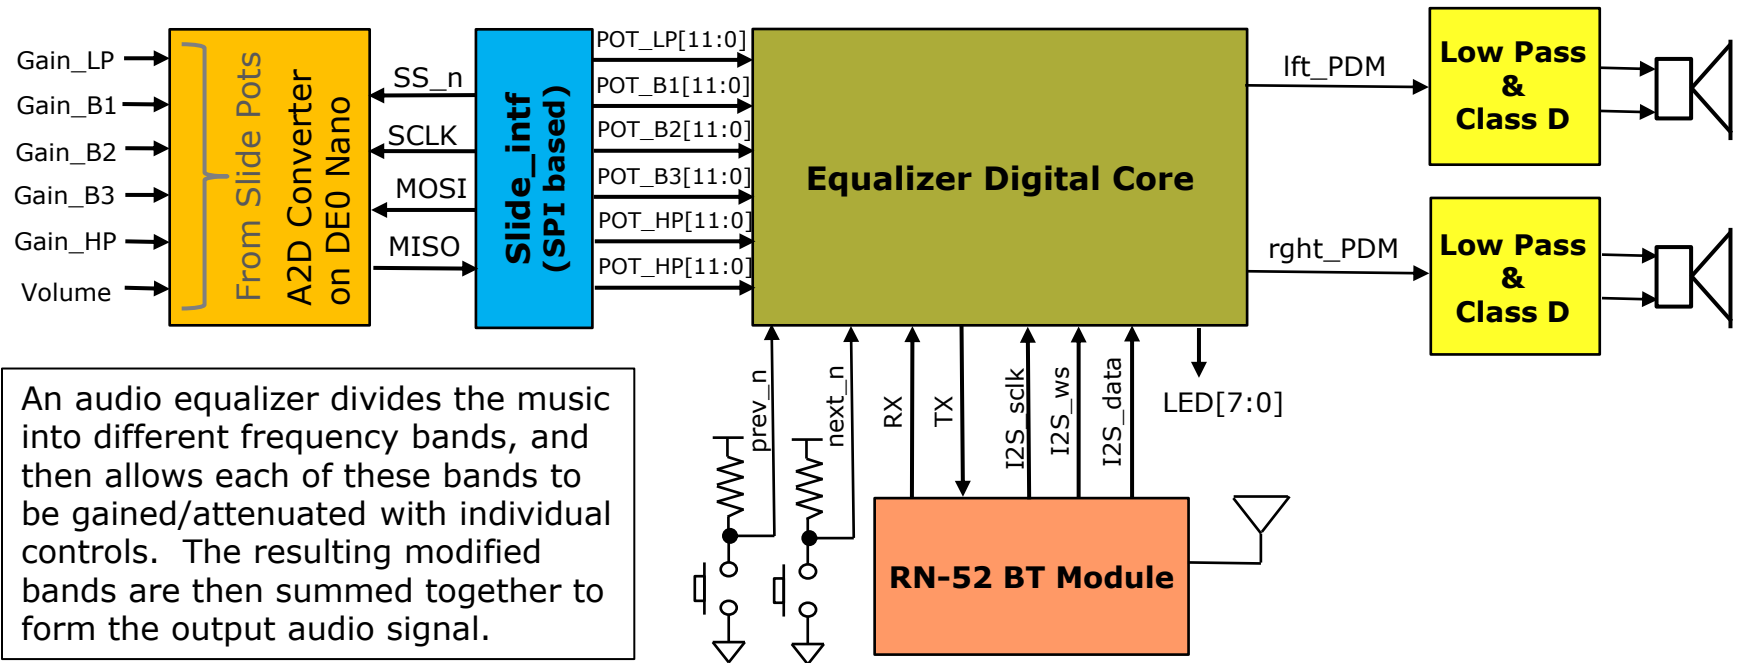 Gain_LP
Gain_B1
Gain_B2
Gain_B3
Gain_HP
Volume
From Slide Pots
A2D Converter
on DE0 Nano
SS_n
SCLK
MOSI
MISO
Slide_intf
(SPI based)
POT_LP[11:0]
POT_B1[11:0]
POT_B2[11:0]
POT_B3[11:0]
POT_HP[11:0]
POT_HP[11:0]
Equalizer Digital Core
lft_PDM
rght_PDM
Low Pass
&
Class D
Low Pass
&
Class D
prev_n
next_n
RX
TX
I2S_sclk
I2S_ws
I2S_data
LED[7:0]
RN-52 BT Module
An audio equalizer divides the music
into different frequency bands, and
then allows each of these bands to
be gained/attenuated with individual
controls.  The resulting modified
bands are then summed together to
form the output audio signal.